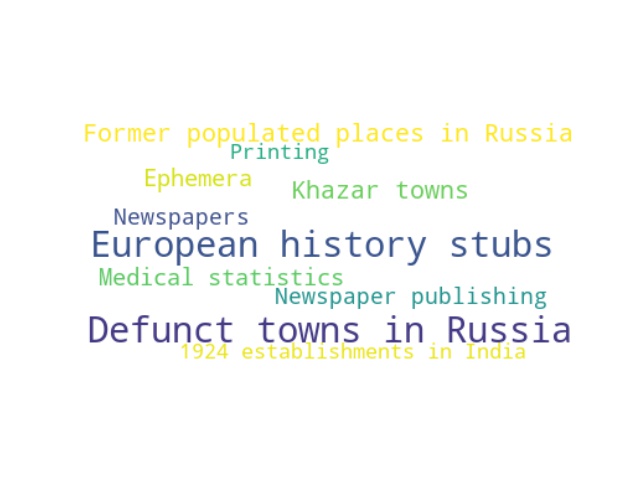 Former populated places in Russia
Printing
Ephemera
Khazar towns
Newspapers
European history stubs
Medical statistics
Newspaper publishing
Defunct towns in Russia
1924 establishments in India